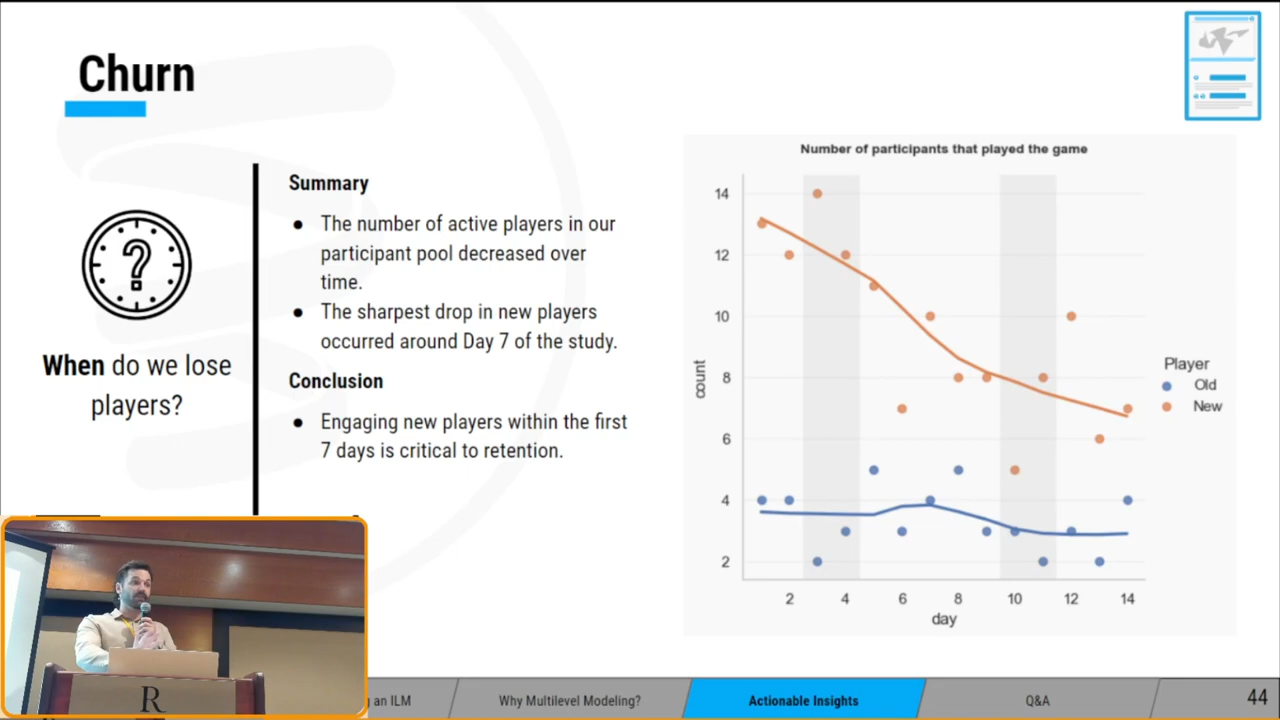 Churn
When do we lose
players?
Summary
● The number of active players in our
participant pool decreased over
time.
● The sharpest drop in new players
occurred around Day 7 of the study.
Conclusion
● Engaging new players within the first
7 days is critical to retention.
Number of participants that played the game
14
12
10
8
6
4
2
count
2 4 6 8 10 12 14
day
Player
Old
New
R
an ILM
Why Multilevel Modeling?
Actionable Insights
Q&A
44